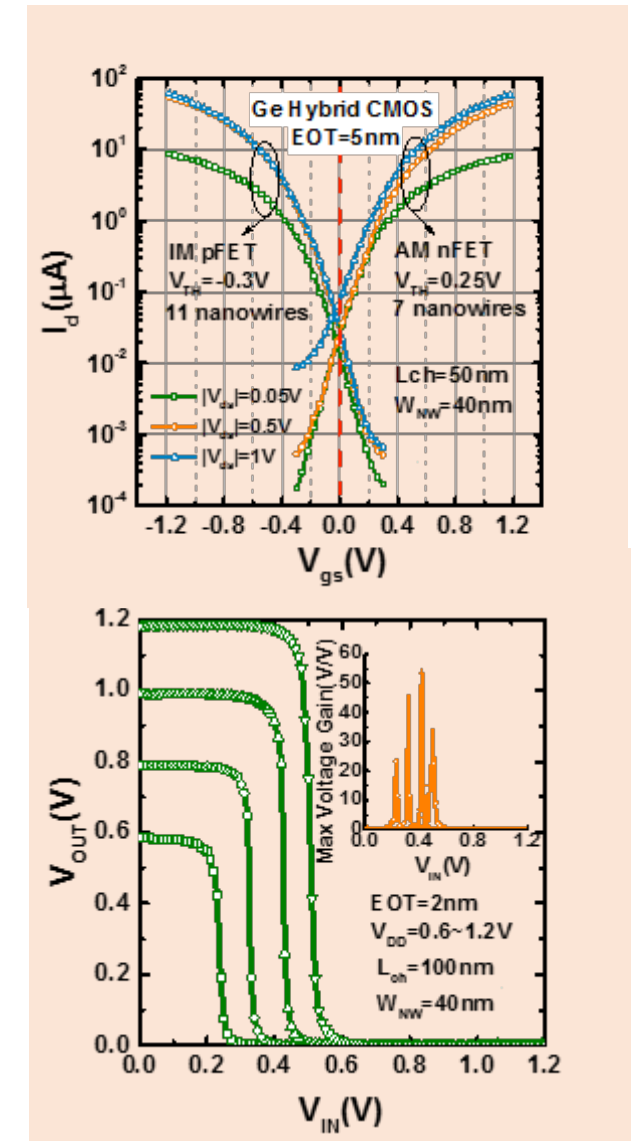 10²
10¹
10⁰
10⁻¹
10⁻²
10⁻³
10⁻⁴
I_d (μA)
Ge Hybrid CMOS
EOT=5nm
IM pFET
V_TH=-0.3V
11 nanowires
AM nFET
V_TH=0.25V
7 nanowires
Lch=50nm
W_NW=40nm
|V_ds|=0.05V
|V_ds|=0.5V
|V_ds|=1V
-1.2 -0.8 -0.4 0.0 0.4 0.8 1.2
V_gs(V)
1.2
1.0
0.8
0.6
0.4
0.2
0.0
V_OUT(V)
60
50
40
30
20
10
0
Max Voltage Gain(V/V)
0.0 0.4 0.8 1.2
V_IN(V)
EOT=2nm
V_DD=0.6~1.2V
L_ch=100nm
W_NW=40nm
0.0 0.2 0.4 0.6 0.8 1.0 1.2
V_IN(V)